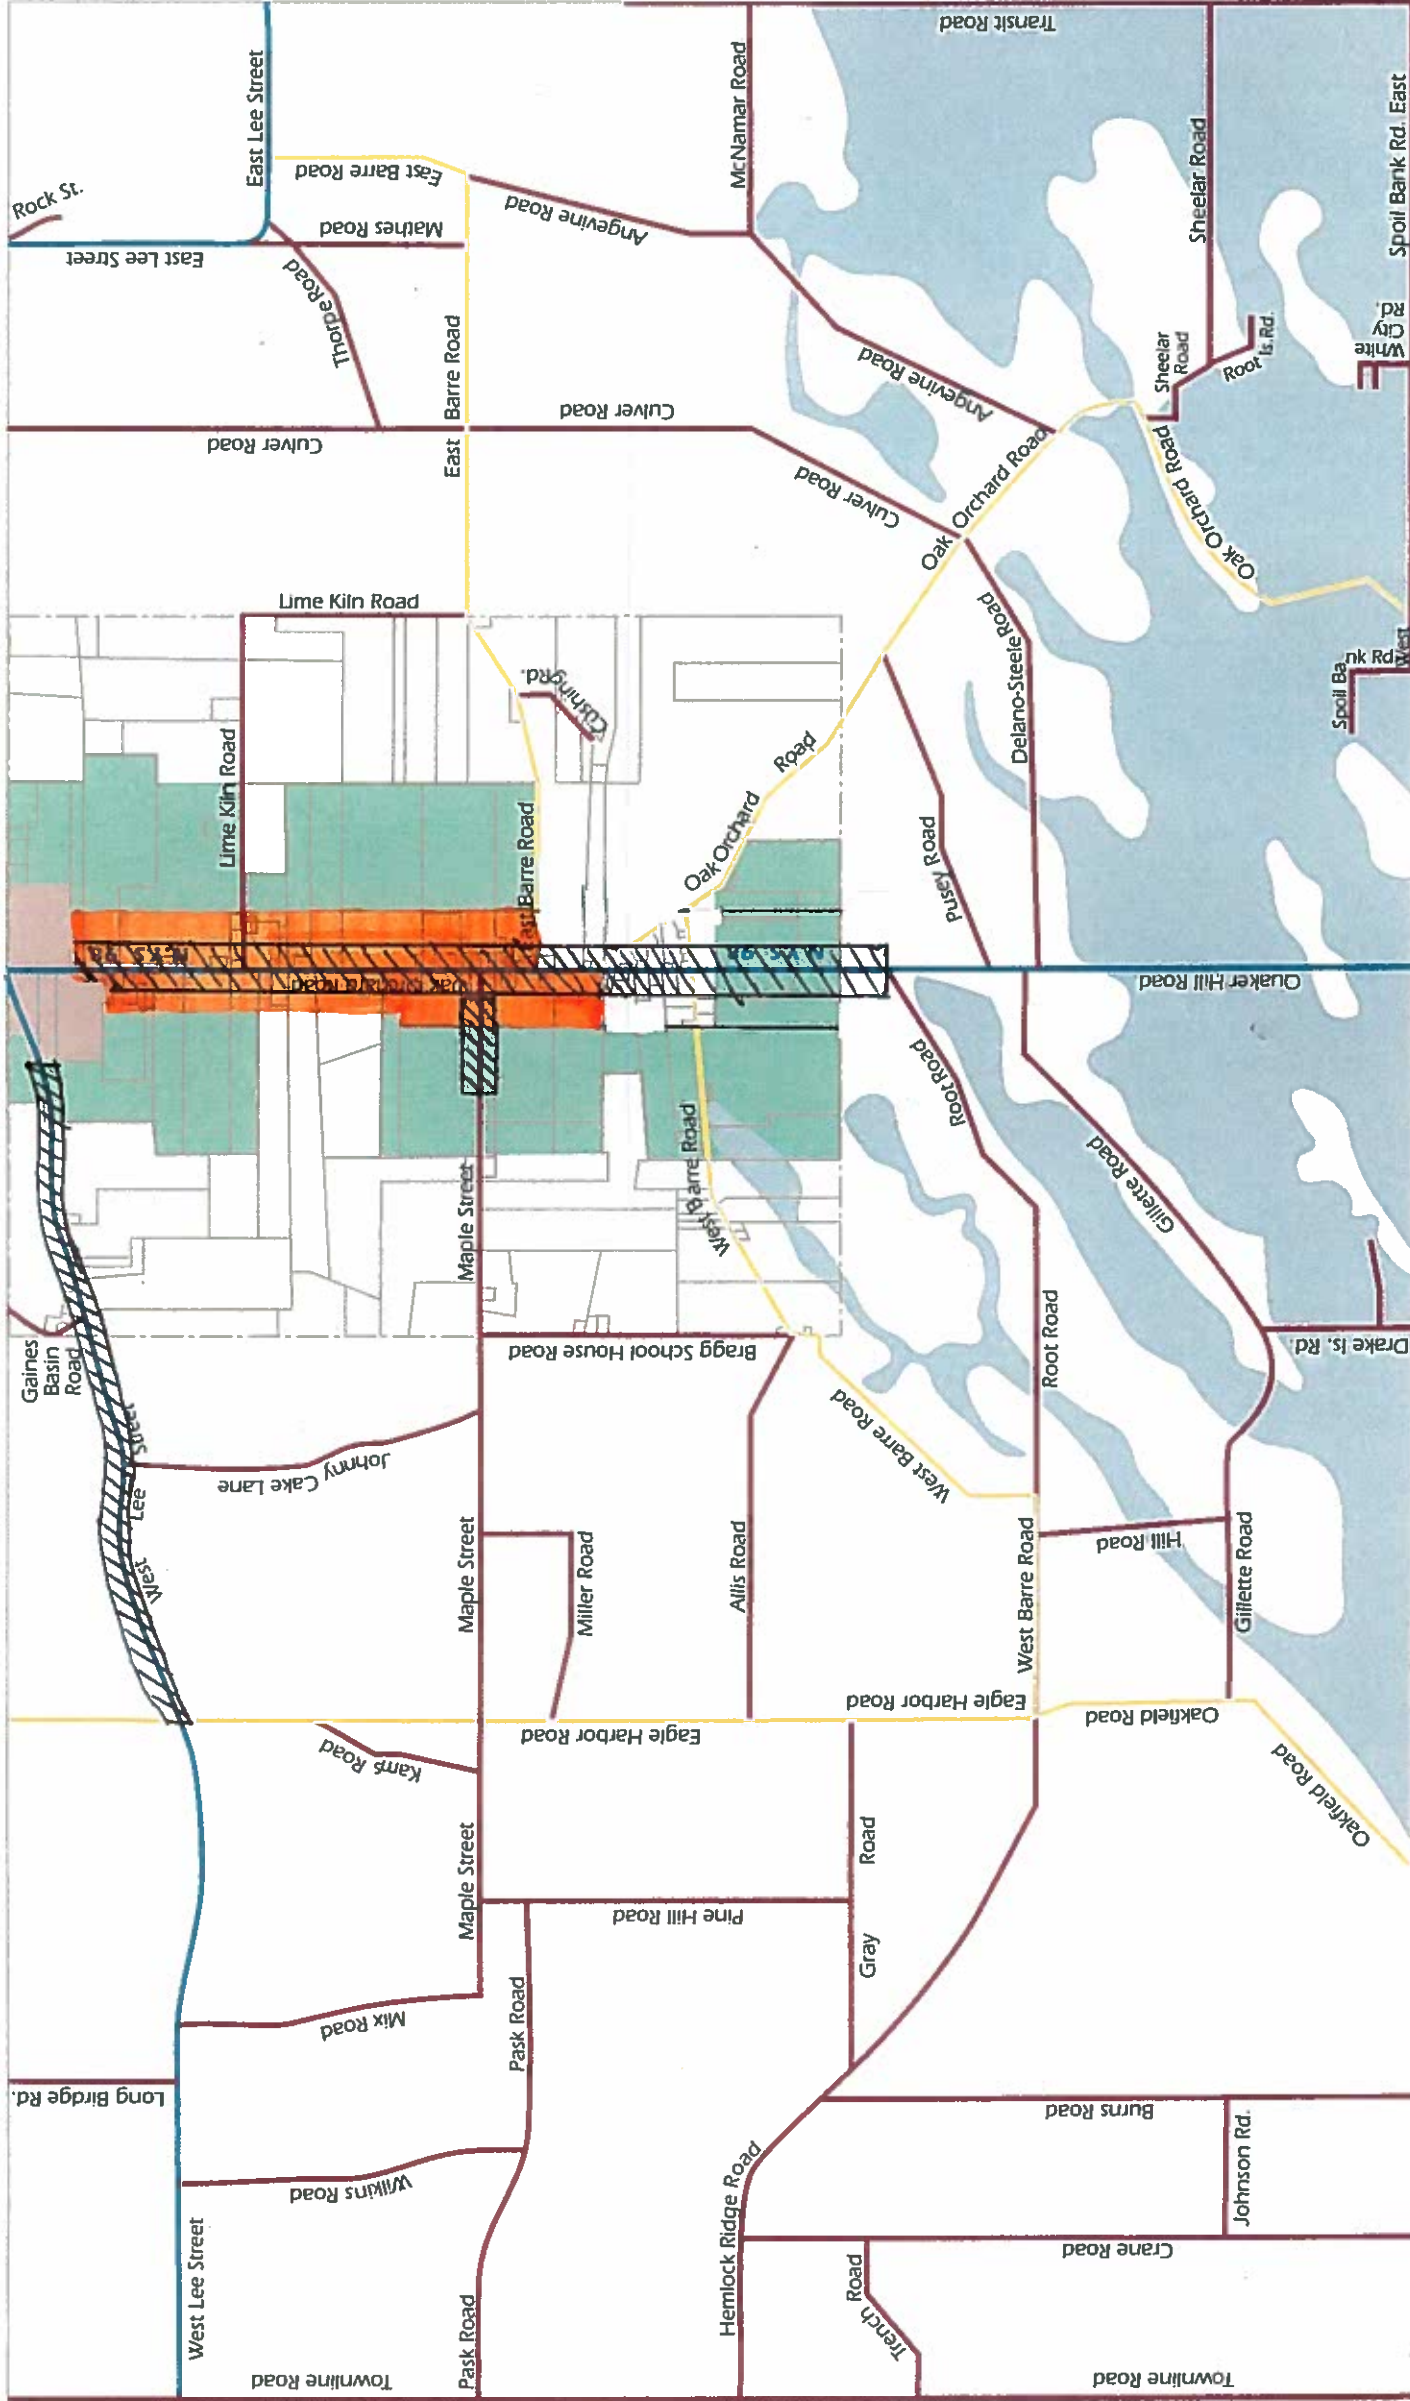 Transit Road
East Lee Street
McNamar Road
Rock St.
East Barre Road
Angevine Road
Sheelar Road
Spoil Bank Rd. East
Mathes Road
East Lee Street
Thorpe Road
East Barre Road
Culver Road
Culver Road
Angevine Road
Sheelar
Road
Root
Is. Rd.
White
City
Rd.
Culver Road
Oak Orchard Road
Oak Orchard Road
Lime Kiln Road
Cushing Rd.
Delano-Steele Road
Spoil Bank Rd.
West
Lime Kiln Road
East Barre Road
Oak Orchard Road
Pusey Road
Oak Orchard Road
Quaker Hill Road
Root Road
Gillette Road
Maple Street
West Barre Road
Gaines
Basin
Road
Bragg School House Road
Root Road
Drake Is. Rd.
West Lee Street
Johnny Cake Lane
West Barre Road
Maple Street
Miller Road
Allis Road
West Barre Road
Hill Road
Gillette Road
Eagle Harbor Road
Eagle Harbor Road
Oakfield Road
Oakfield Road
Kams Road
Maple Street
Gray Road
Pine Hill Road
Mix Road
Pask Road
Long Birdge Rd.
Burns Road
Wilkins Road
Johnson Rd.
Hemlock Ridge Road
Crane Road
West Lee Street
Pask Road
Trench Road
Townline Road
Townline Road